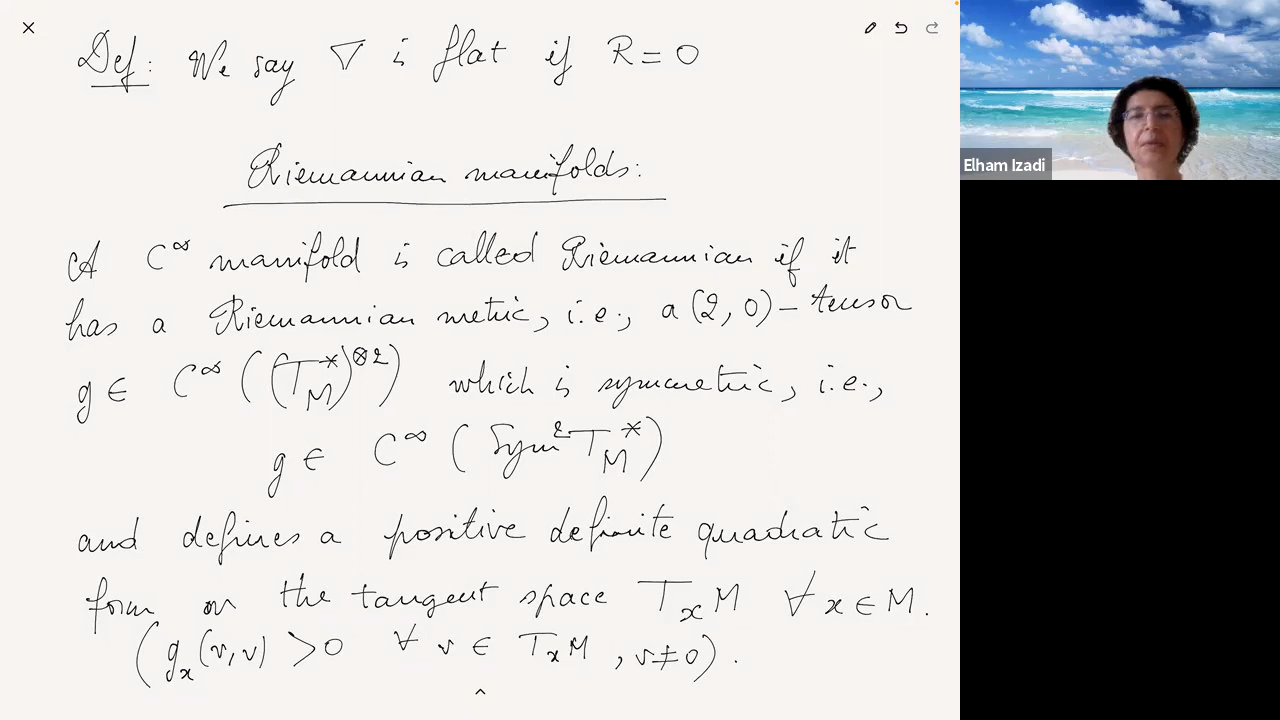 Def: We say ∇ is flat if R = 0
Riemannian manifolds:
A C^∞ manifold is called Riemannian if it
has a Riemannian metric, i.e., a (2, 0) – tensor
g ∈ C^∞ ((T_M^*)^{⊗2}) which is symmetric, i.e.,
g ∈ C^∞ (Sym^2 T_M^*)
and defines a positive definite quadratic
form on the tangent space T_x M ∀ x ∈ M.
(g_x(v, v) > 0 ∀ v ∈ T_x M, v ≠ 0).
Elham Izadi